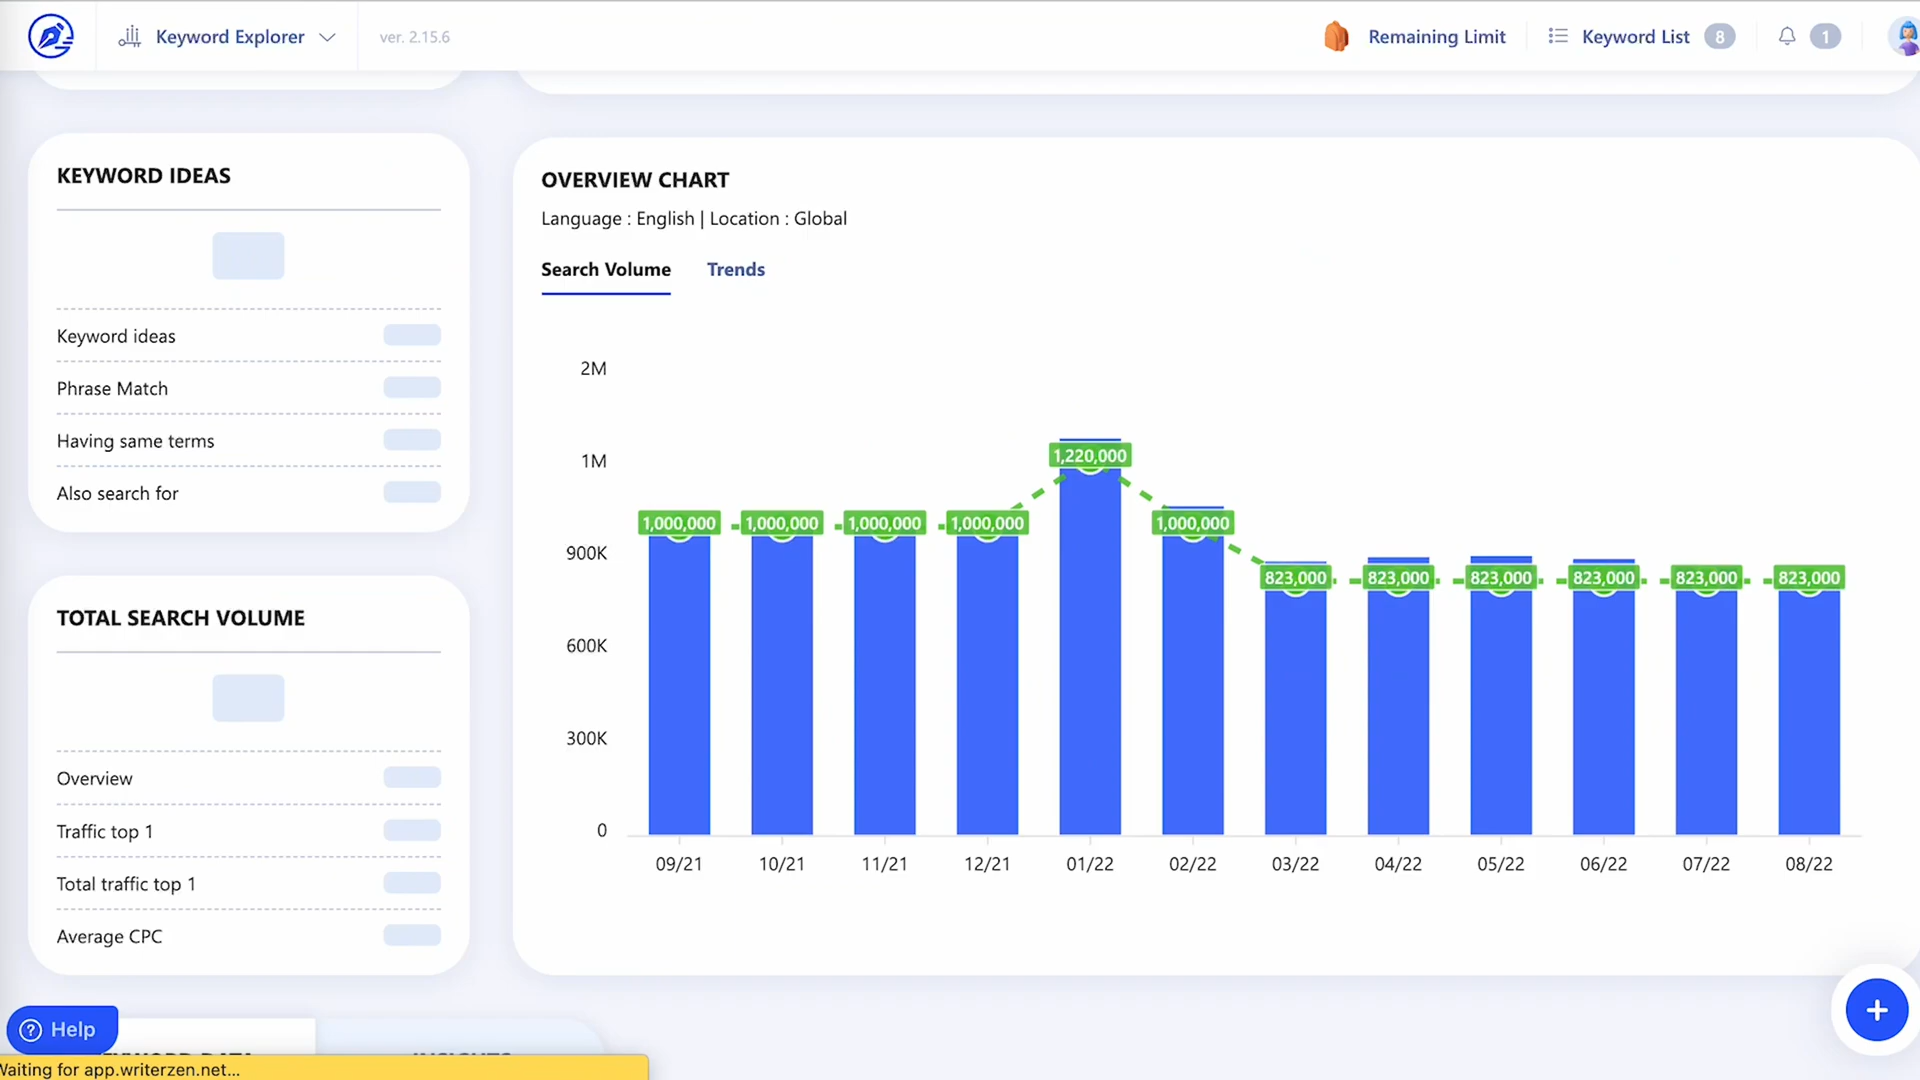 Keyword Explorer
ver. 2.15.6
Remaining Limit
Keyword List 8
1
KEYWORD IDEAS
Keyword ideas
Phrase Match
Having same terms
Also search for
TOTAL SEARCH VOLUME
Overview
Traffic top 1
Total traffic top 1
Average CPC
OVERVIEW CHART
Language : English | Location : Global
Search Volume Trends
2M
1M
900K
600K
300K
0
1,000,000 1,000,000 1,000,000 1,000,000 1,220,000 1,000,000 823,000 823,000 823,000 823,000 823,000 823,000
09/21 10/21 11/21 12/21 01/22 02/22 03/22 04/22 05/22 06/22 07/22 08/22
? Help
INSIGHTS
Waiting for app.writerzen.net...
+